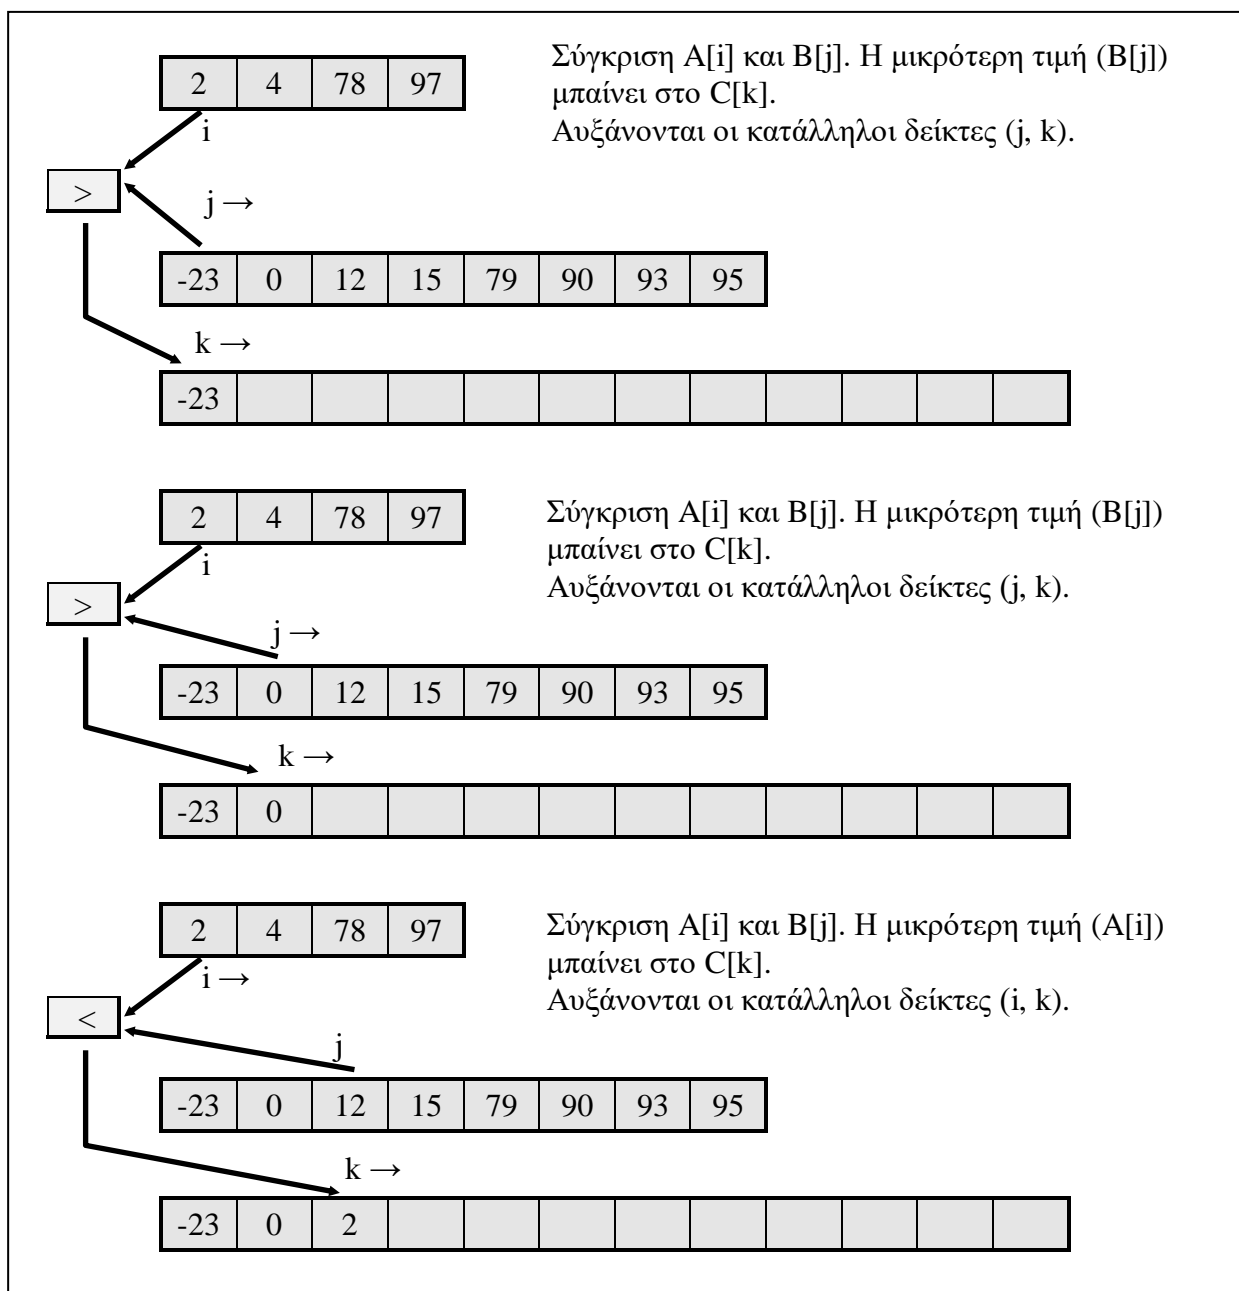 2 4 78 97
Σύγκριση A[i] και B[j]. Η μικρότερη τιμή (B[j])
μπαίνει στο C[k].
Αυξάνονται οι κατάλληλοι δείκτες (j, k).
i
>
j →
-23 0 12 15 79 90 93 95
k →
-23
2 4 78 97
Σύγκριση A[i] και B[j]. Η μικρότερη τιμή (B[j])
μπαίνει στο C[k].
Αυξάνονται οι κατάλληλοι δείκτες (j, k).
i
>
j →
-23 0 12 15 79 90 93 95
k →
-23 0
2 4 78 97
Σύγκριση A[i] και B[j]. Η μικρότερη τιμή (A[i])
μπαίνει στο C[k].
Αυξάνονται οι κατάλληλοι δείκτες (i, k).
i →
<
j
-23 0 12 15 79 90 93 95
k →
-23 0 2